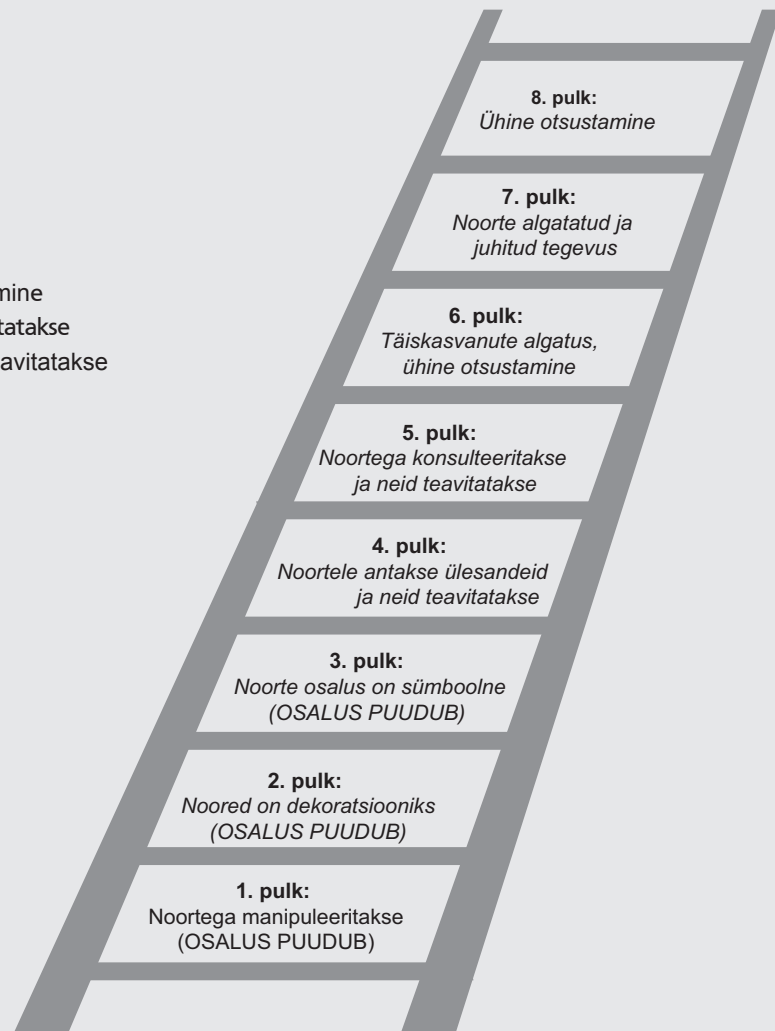 8. pulk:
Ühine otsustamine
7. pulk:
Noorte algatatud ja
juhitud tegevus
mine
tatakse
avitatakse
6. pulk:
Täiskasvanute algatus,
ühine otsustamine
5. pulk:
Noortega konsulteeritakse
ja neid teavitatakse
4. pulk:
Noortele antakse ülesandeid
ja neid teavitatakse
3. pulk:
Noorte osalus on sümboolne
(OSALUS PUUDUB)
2. pulk:
Noored on dekoratsiooniks
(OSALUS PUUDUB)
1. pulk:
Noortega manipuleeritakse
(OSALUS PUUDUB)